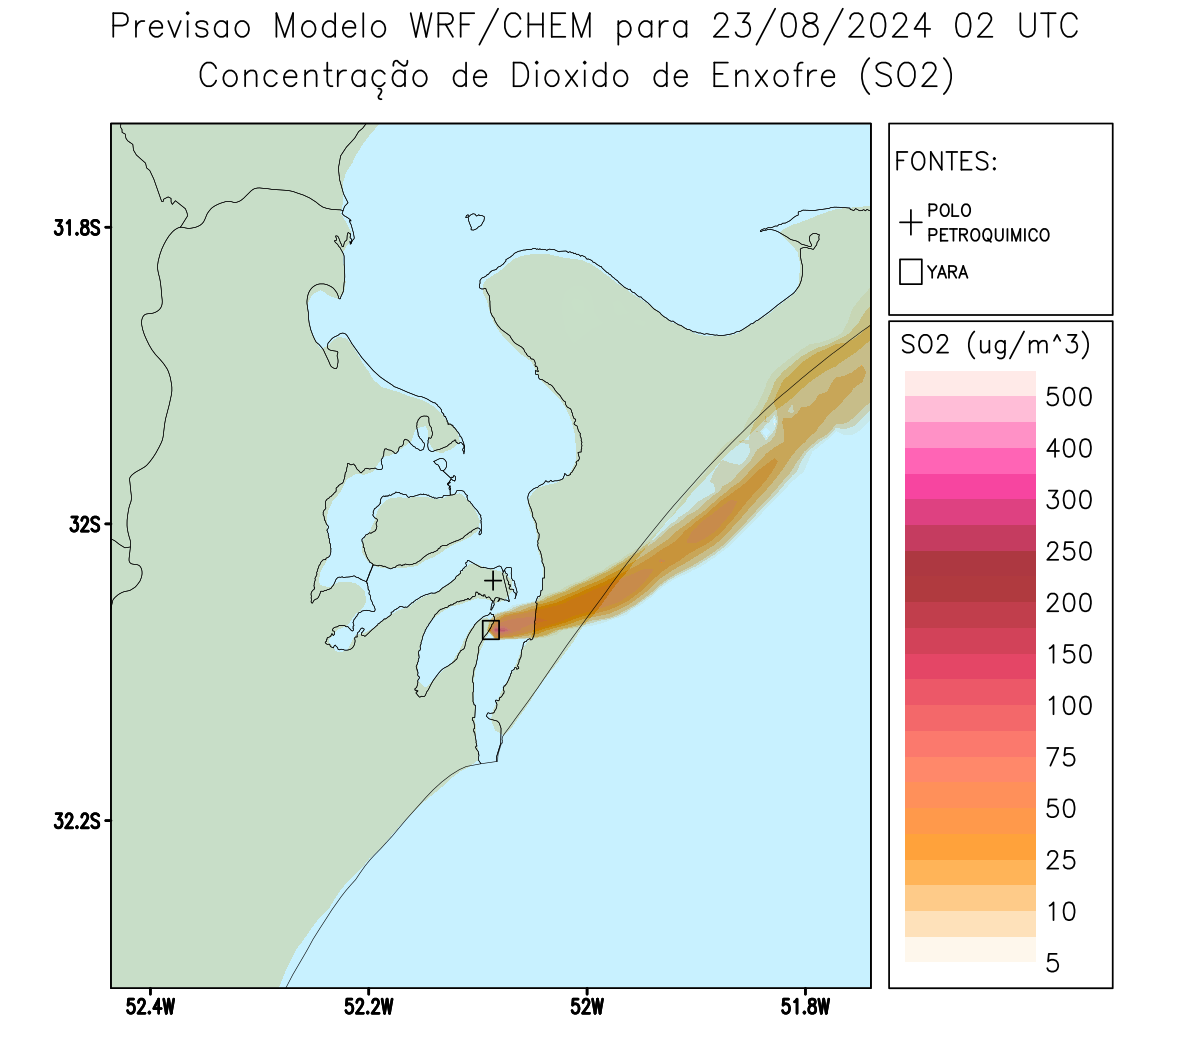 Previsao Modelo WRF/CHEM para 23/08/2024 02 UTC
Concentração de Dioxido de Enxofre (SO2)
FONTES:
POLO
PETROQUIMICO
YARA
31.8S
32S
32.2S
52.4W
52.2W
52W
51.8W
SO2 (ug/m^3)
500
400
300
250
200
150
100
75
50
25
10
5